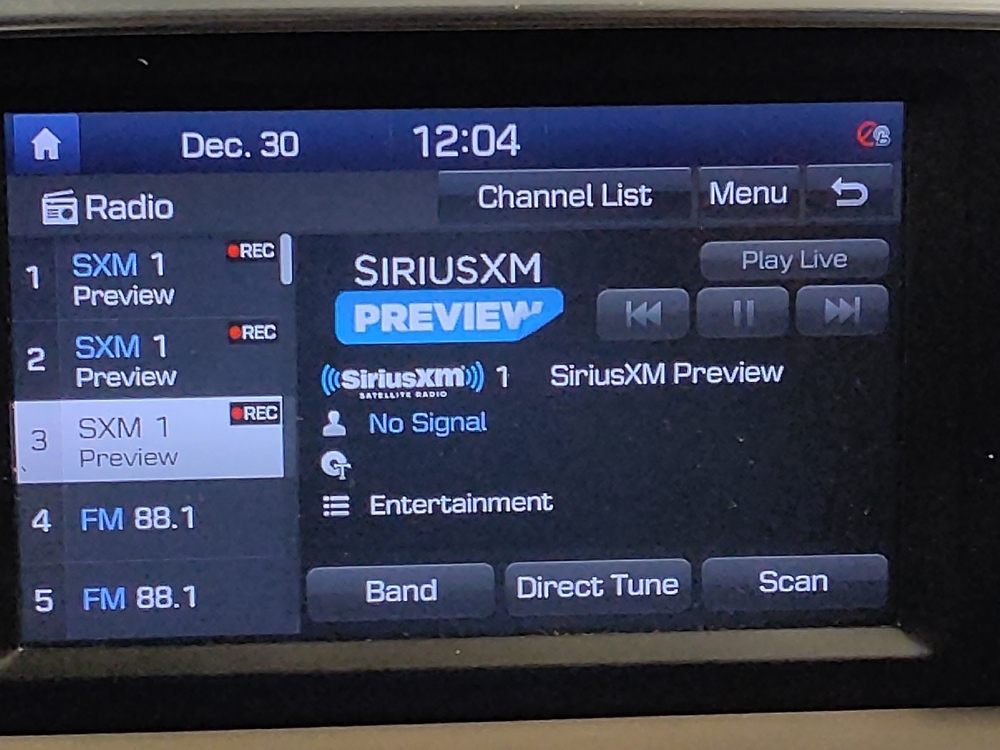 Dec. 30 12:04
Radio Channel List Menu
1 SXM 1 REC
Preview
2 SXM 1 REC
Preview
3 SXM 1 REC
Preview
4 FM 88.1
5 FM 88.1
SIRIUSXM
PREVIEW
Play Live
SiriusXM 1 SiriusXM Preview
SATELLITE RADIO
No Signal
Entertainment
Band Direct Tune Scan